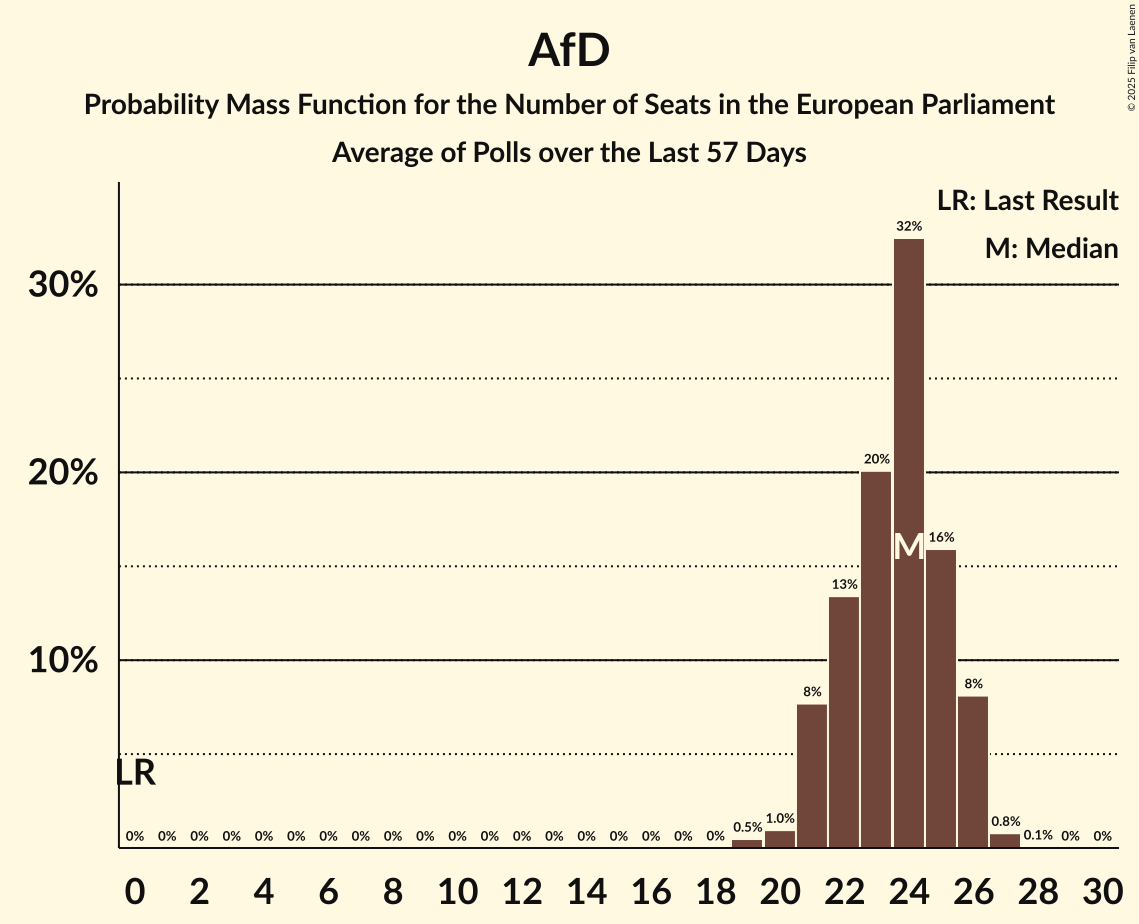 AfD
Probability Mass Function for the Number of Seats in the European Parliament
Average of Polls over the Last 57 Days
© 2025 Filip van Laenen
LR: Last Result
M: Median
30%
20%
10%
LR
M
0% 0% 0% 0% 0% 0% 0% 0% 0% 0% 0% 0% 0% 0% 0% 0% 0% 0% 0% 0.5% 1.0% 8% 13% 20% 32% 16% 8% 0.8% 0.1% 0% 0%
0 2 4 6 8 10 12 14 16 18 20 22 24 26 28 30